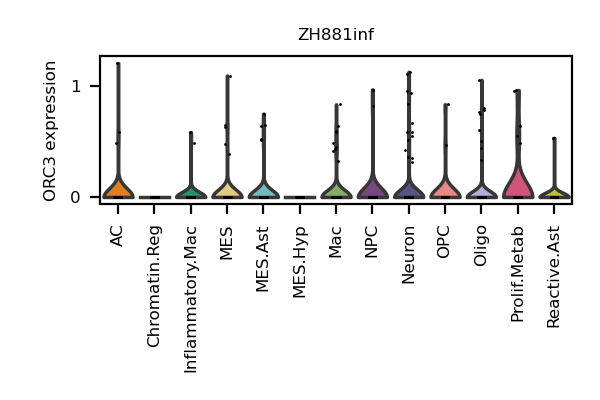 ZH881inf
ORC3 expression
1
0
AC
Chromatin.Reg
Inflammatory.Mac
MES
MES.Ast
MES.Hyp
Mac
NPC
Neuron
OPC
Oligo
Prolif.Metab
Reactive.Ast